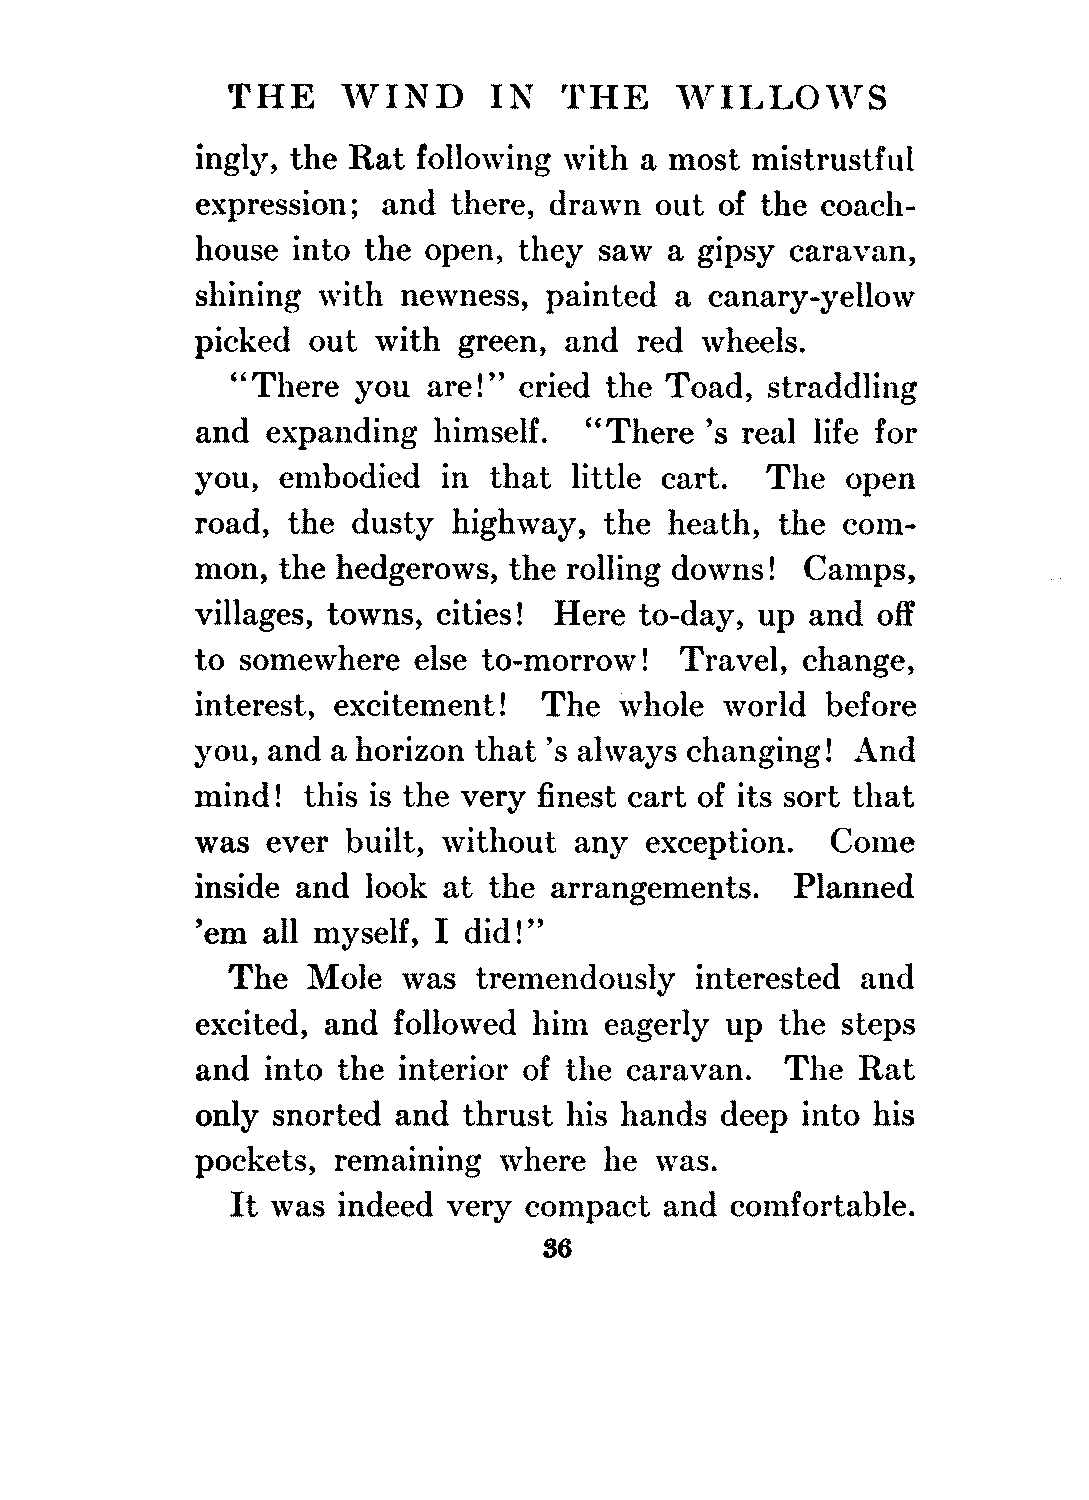 THE WIND IN THE WILLOWS
ingly, the Rat following with a most mistrustful
expression; and there, drawn out of the coach-
house into the open, they saw a gipsy caravan,
shining with newness, painted a canary-yellow
picked out with green, and red wheels.
“There you are!” cried the Toad, straddling
and expanding himself. “There ’s real life for
you, embodied in that little cart. The open
road, the dusty highway, the heath, the com-
mon, the hedgerows, the rolling downs! Camps,
villages, towns, cities! Here to-day, up and off
to somewhere else to-morrow! Travel, change,
interest, excitement! The whole world before
you, and a horizon that ’s always changing! And
mind! this is the very finest cart of its sort that
was ever built, without any exception. Come
inside and look at the arrangements. Planned
’em all myself, I did!”
The Mole was tremendously interested and
excited, and followed him eagerly up the steps
and into the interior of the caravan. The Rat
only snorted and thrust his hands deep into his
pockets, remaining where he was.
It was indeed very compact and comfortable.
36